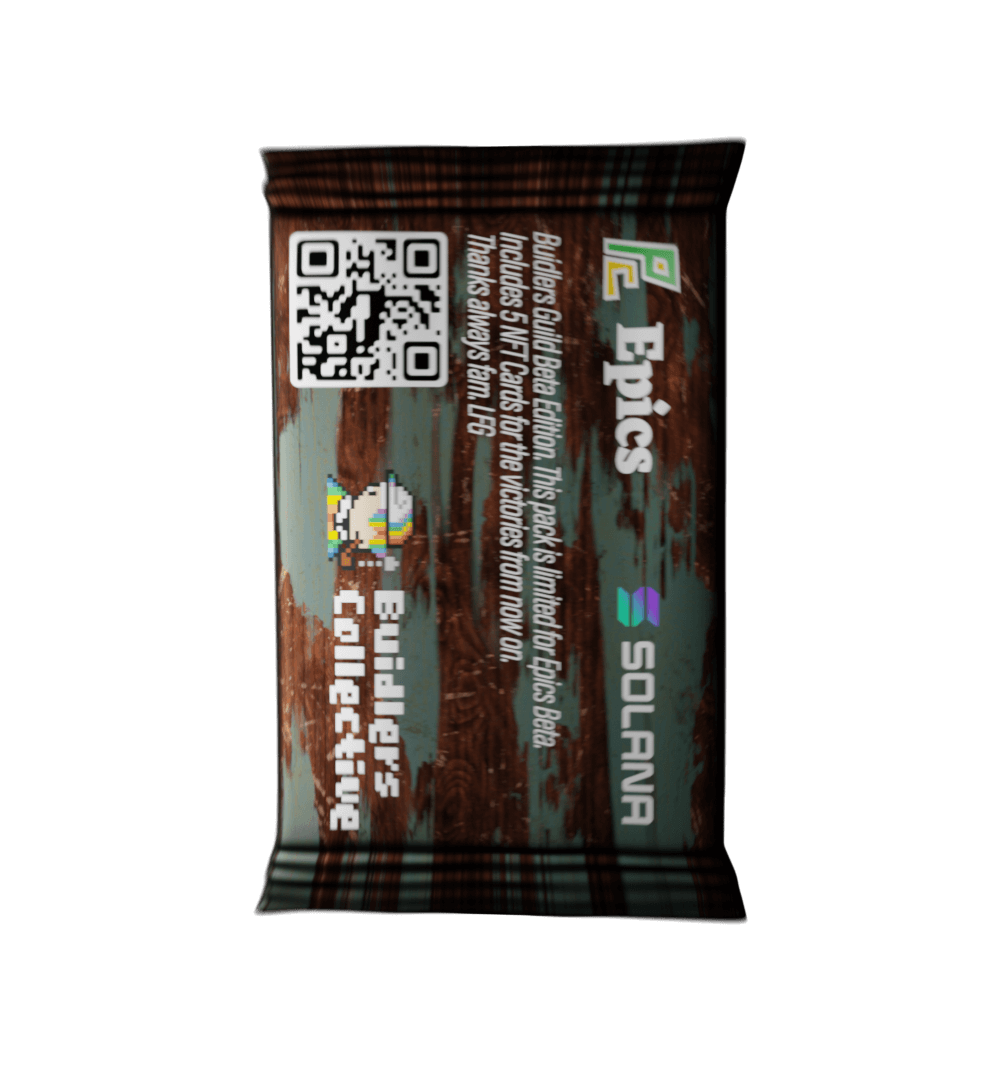 Epics
SOLANA
Buidlers Guild Beta Edition. This pack is limited for Epics Beta.
Includes 5 NFT Cards for the victories from now on.
Thanks always fam. LFG
Buidlers
Collective